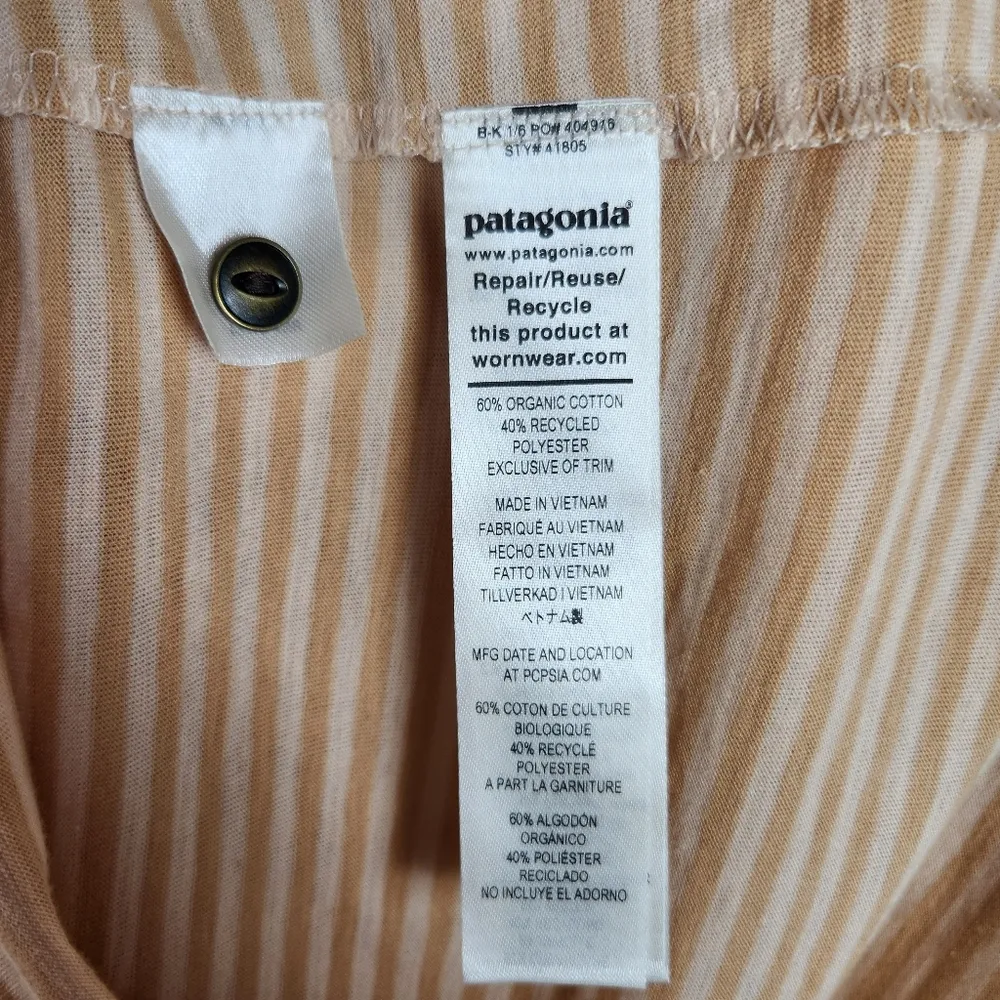 B-K 1/6 PO# 404916
STY# 41805
patagonia®
www.patagonia.com
Repair/Reuse/
Recycle
this product at
wornwear.com
60% ORGANIC COTTON
40% RECYCLED
POLYESTER
EXCLUSIVE OF TRIM
MADE IN VIETNAM
FABRIQUÉ AU VIETNAM
HECHO EN VIETNAM
FATTO IN VIETNAM
TILLVERKAD I VIETNAM
ベトナム製
MFG DATE AND LOCATION
AT PCPSIA.COM
60% COTON DE CULTURE
BIOLOGIQUE
40% RECYCLÉ
POLYESTER
A PART LA GARNITURE
60% ALGODÓN
ORGÁNICO
40% POLIÉSTER
RECICLADO
NO INCLUYE EL ADORNO